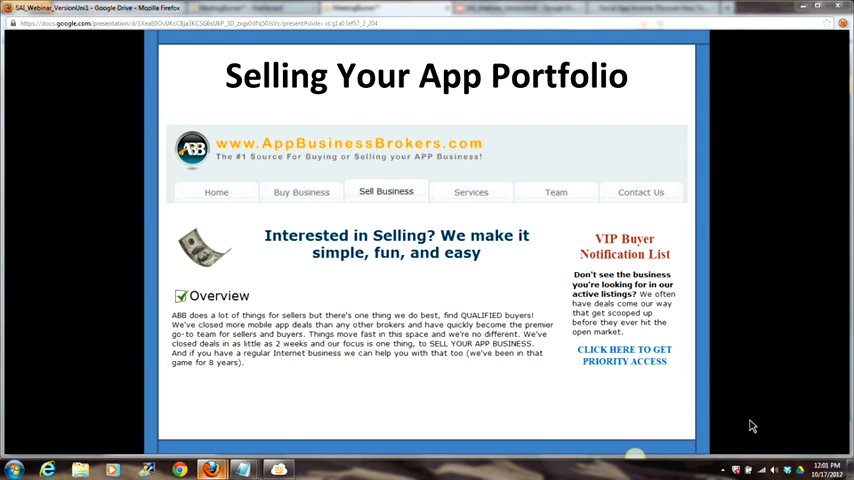 SAI_Webinar_VersionUni1 - Google Drive - Mozilla Firefox
Selling Your App Portfolio
ABB
www.AppBusinessBrokers.com
The #1 Source For Buying or Selling your APP Business!
Home
Buy Business
Sell Business
Services
Team
Contact Us
Interested in Selling? We make it
simple, fun, and easy
VIP Buyer
Notification List
Don't see the business
you're looking for in our
active listings? We often
have deals come our way
that get scooped up
before they ever hit the
open market.
CLICK HERE TO GET
PRIORITY ACCESS
Overview
ABB does a lot of things for sellers but there's one thing we do best, find QUALIFIED buyers!
We've closed more mobile app deals than any other brokers and have quickly become the premier
go-to team for sellers and buyers. Things move fast in this space and we're no different. We've
closed deals in as little as 2 weeks and our focus is one thing, to SELL YOUR APP BUSINESS.
And if you have a regular Internet business we can help you with that too (we've been in that
game for 8 years).
12:01 PM
10/17/2012